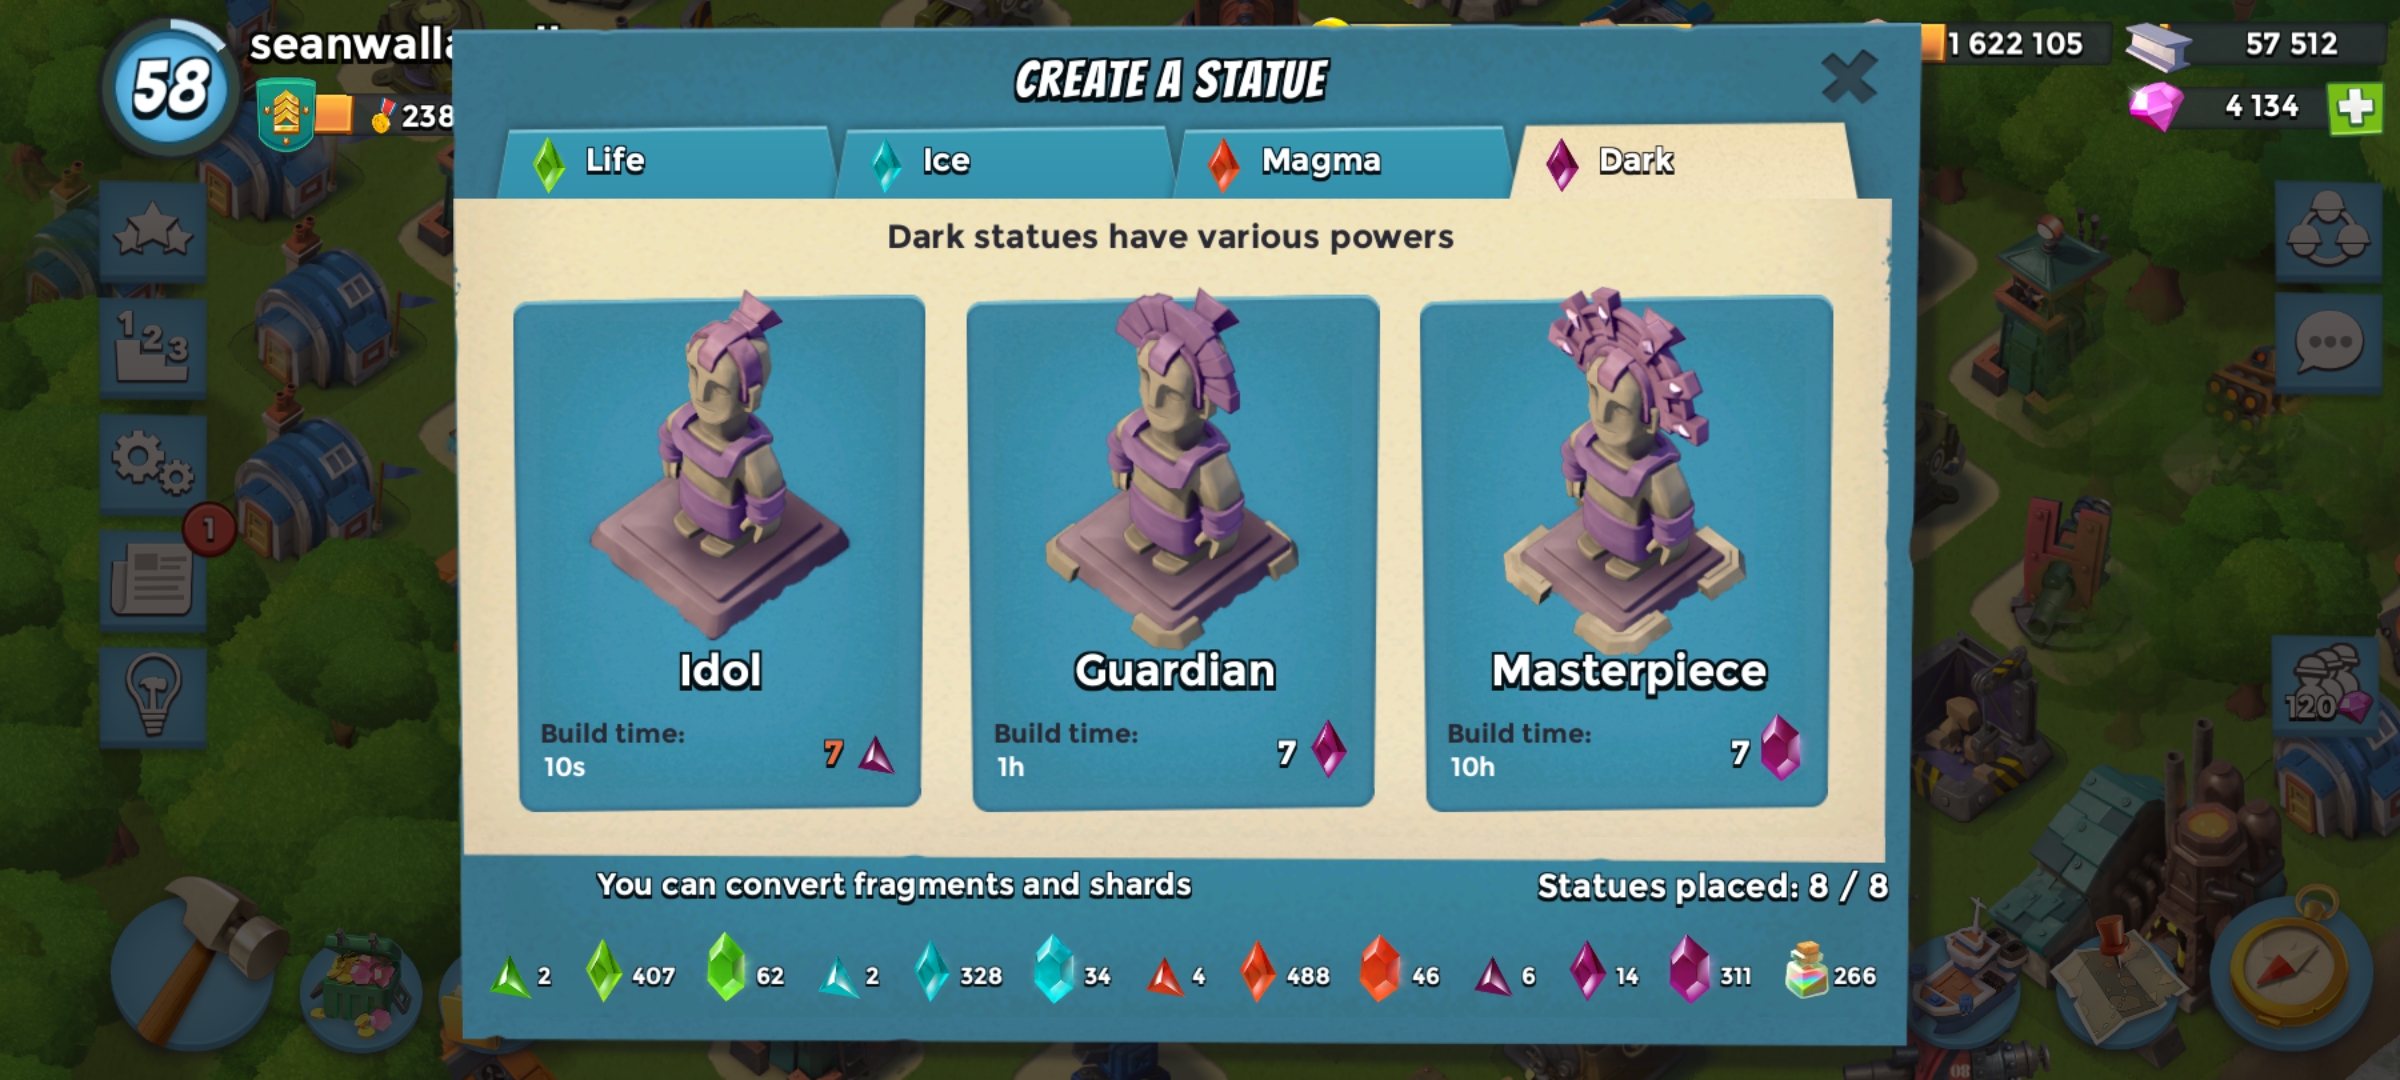 58
238
1 622 105
57 512
4 134
CREATE A STATUE
Life
Ice
Magma
Dark
Dark statues have various powers
123
1
120
Idol
Build time:
10s
7
Guardian
Build time:
1h
7
Masterpiece
Build time:
10h
7
You can convert fragments and shards
Statues placed: 8 / 8
2 407 62 2 328 34 4 488 46 6 14 311 266
08